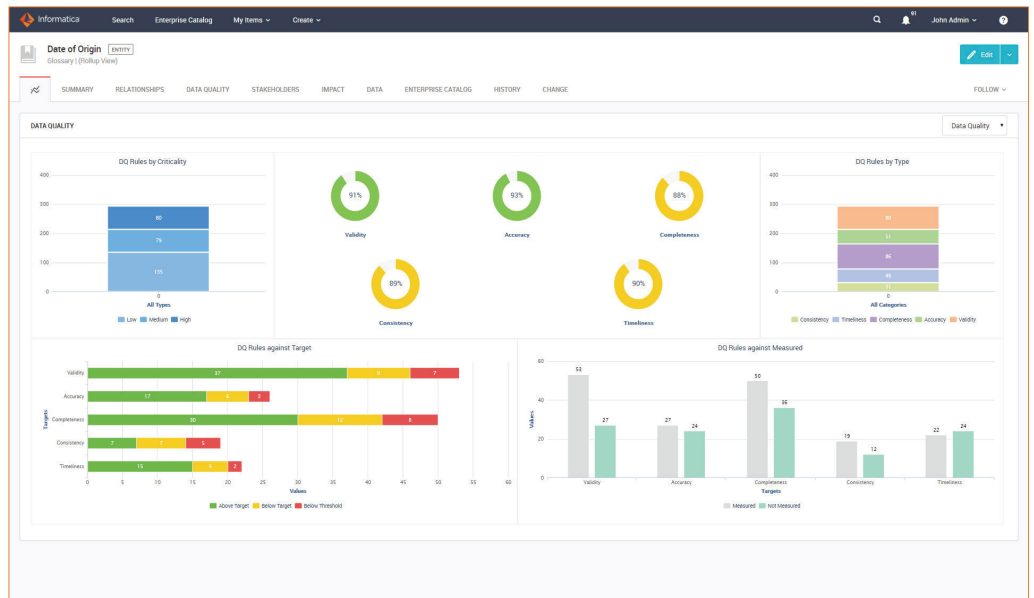 Informatica Search Enterprise Catalog My Items Create 91 John Admin
Date of Origin ENTITY
Glossary | (Rollup View)
Edit
SUMMARY RELATIONSHIPS DATA QUALITY STAKEHOLDERS IMPACT DATA ENTERPRISE CATALOG HISTORY CHANGE FOLLOW
DATA QUALITY Data Quality
DQ Rules by Criticality
400
300
200
100
0
80
79
135
0
All Types
Low Medium High
91%
Validity
93%
Accuracy
88%
Completeness
89%
Consistency
90%
Timeliness
DQ Rules by Type
400
300
200
100
0
51
86
46
31
0
All Categories
Consistency Timeliness Completeness Accuracy Validity
DQ Rules against Target
Targets
Validity 37 9 7
Accuracy 17 6 3
Completeness 30 12 8
Consistency 7 7 5
Timeliness 15 5 2
0 5 10 15 20 25 30 35 40 45 50 55 60
Values
Above Target Below Target Below Threshold
DQ Rules against Measured
Values
60
40
20
0
53 27 27 24 50 36 19 12 22 24
Validity Accuracy Completeness Consistency Timeliness
Targets
Measured Not Measured